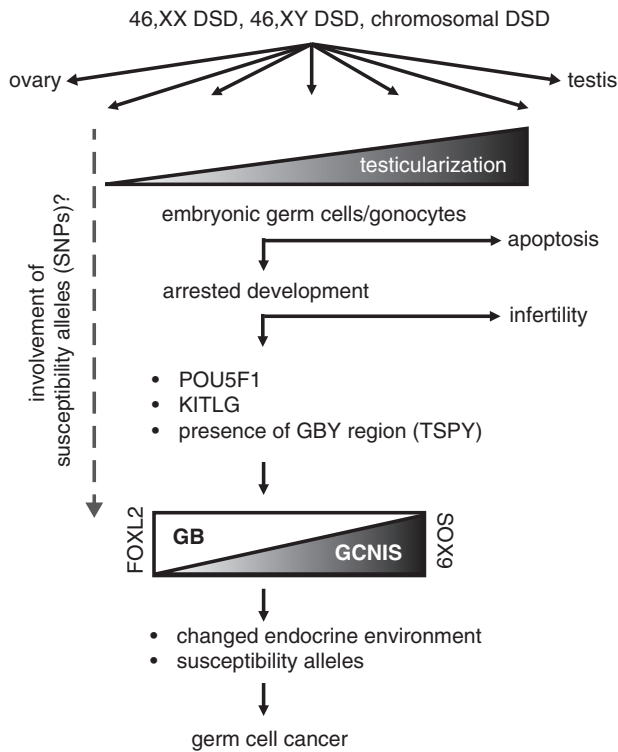 46,XX DSD, 46,XY DSD, chromosomal DSD
ovary
testis
testicularization
involvement of
susceptibility alleles (SNPs)?
embryonic germ cells/gonocytes
apoptosis
arrested development
infertility
• POU5F1
• KITLG
• presence of GBY region (TSPY)
FOXL2
GB
GCNIS
SOX9
• changed endocrine environment
• susceptibility alleles
germ cell cancer